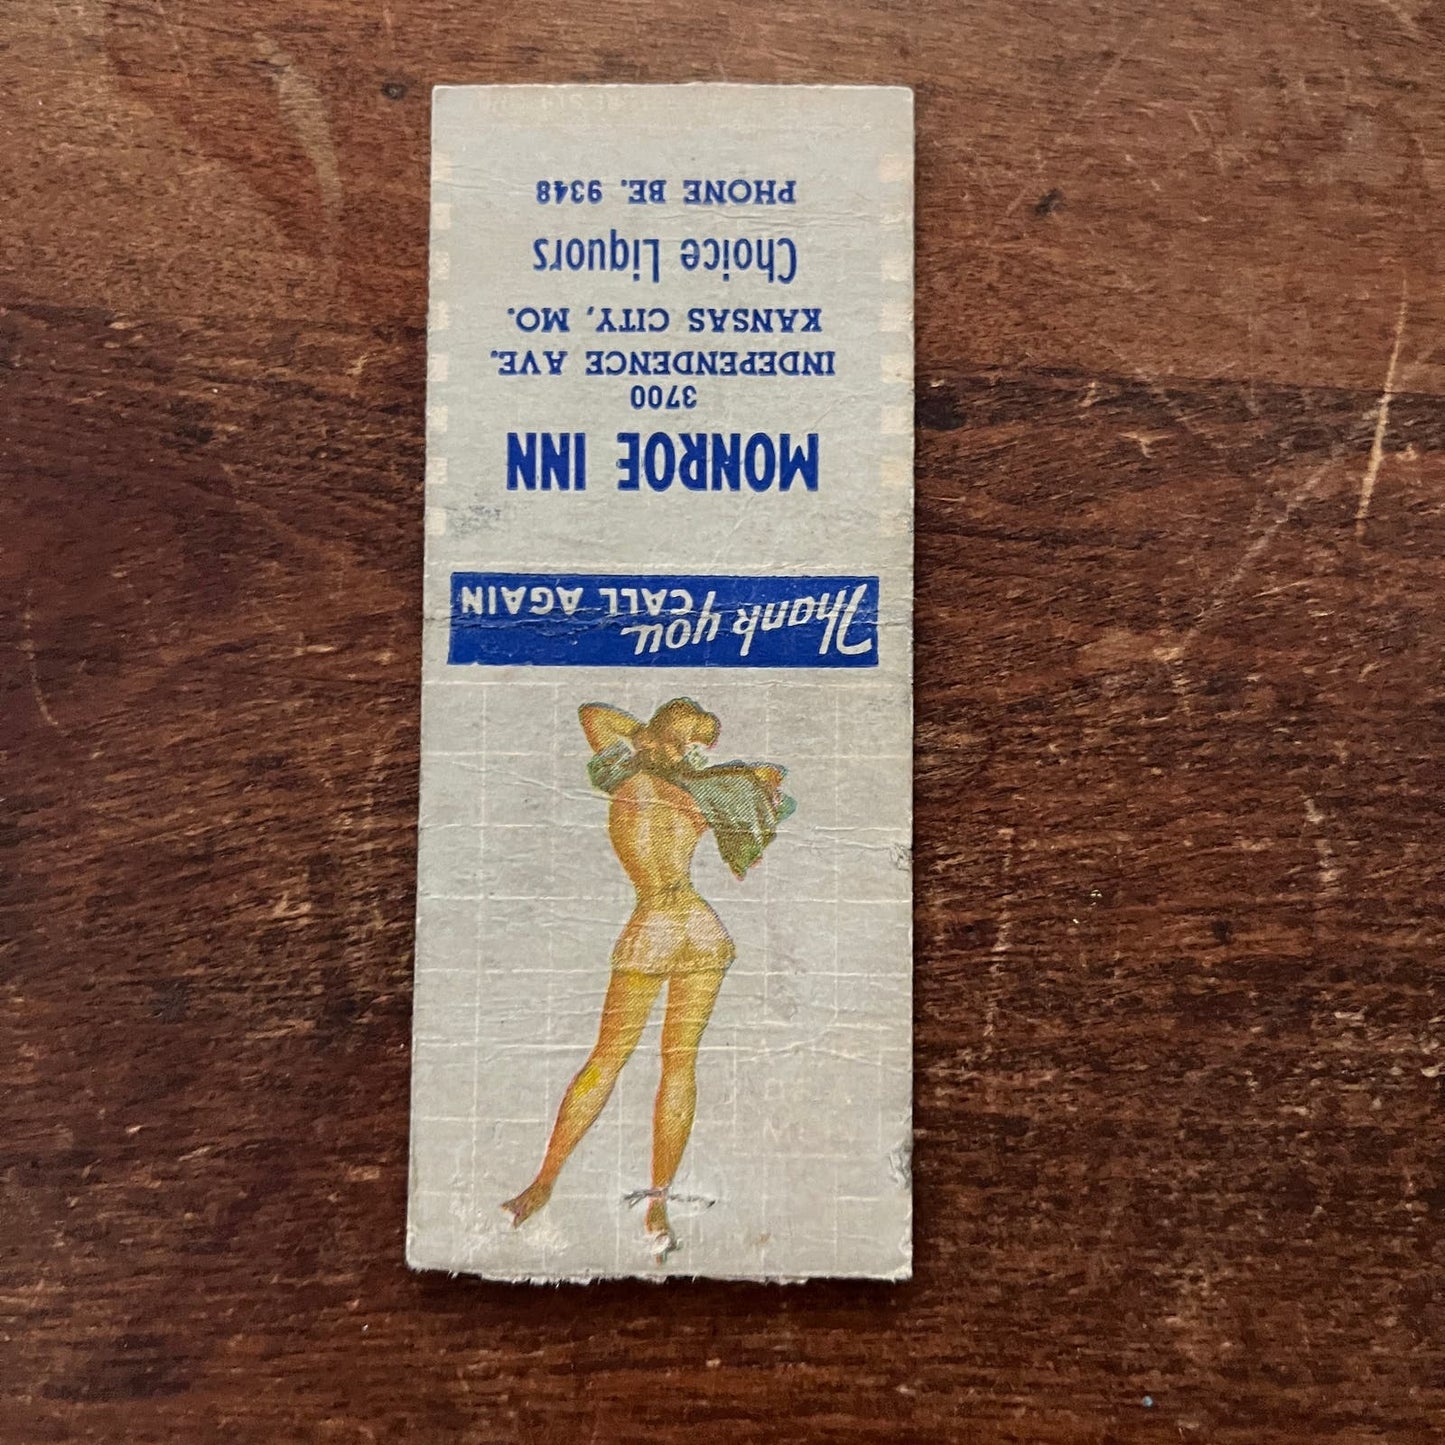 Thank you
CALL AGAIN
MONROE INN
3700
INDEPENDENCE AVE.
KANSAS CITY, MO.
Choice Liquors
PHONE BE. 9348